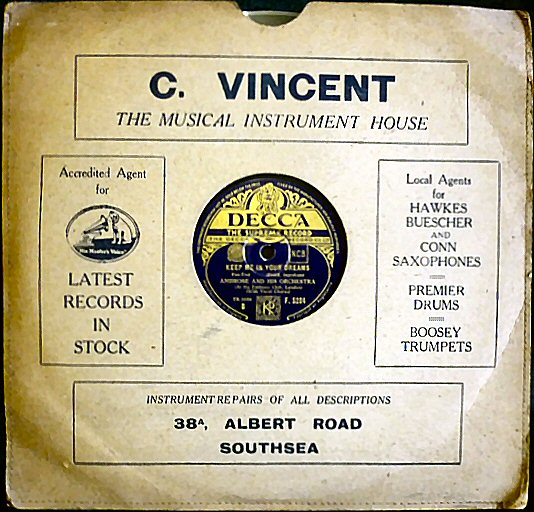 C. VINCENT
THE MUSICAL INSTRUMENT HOUSE
Accredited Agent
for
"His Master's Voice"
LATEST
RECORDS
IN
STOCK
DECCA
THE SUPREME RECORD
KEEP ME IN YOUR DREAMS
AMBROSE AND HIS ORCHESTRA
F. 5284
Local Agents
for
HAWKES
BUESCHER
AND
CONN
SAXOPHONES
PREMIER
DRUMS
BOOSEY
TRUMPETS
INSTRUMENT REPAIRS OF ALL DESCRIPTIONS
38A, ALBERT ROAD
SOUTHSEA